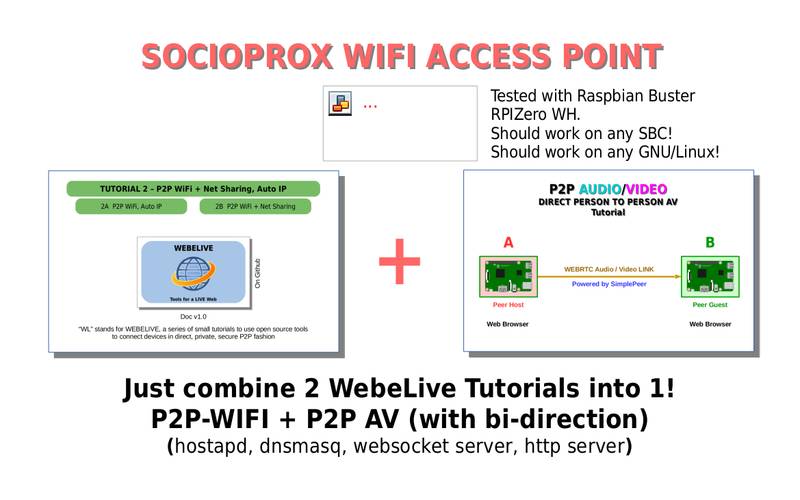 SOCIOPROX WIFI ACCESS POINT
...
Tested with Raspbian Buster
RPIZero WH.
Should work on any SBC!
Should work on any GNU/Linux!
TUTORIAL 2 – P2P WiFi + Net Sharing, Auto IP
2A P2P WiFi, Auto IP
2B P2P WiFi + Net Sharing
WEBELIVE
Tools for a LIVE Web
On Github
Doc v1.0
"WL" stands for WEBELIVE, a series of small tutorials to use open source tools
to connect devices in direct, private, secure P2P fashion
+
P2P AUDIO/VIDEO
DIRECT PERSON TO PERSON AV
Tutorial
A
B
WEBRTC Audio / Video LINK
Powered by SimplePeer
Peer Host
Peer Guest
Web Browser
Web Browser
Just combine 2 WebeLive Tutorials into 1!
P2P-WIFI + P2P AV (with bi-direction)
(hostapd, dnsmasq, websocket server, http server)